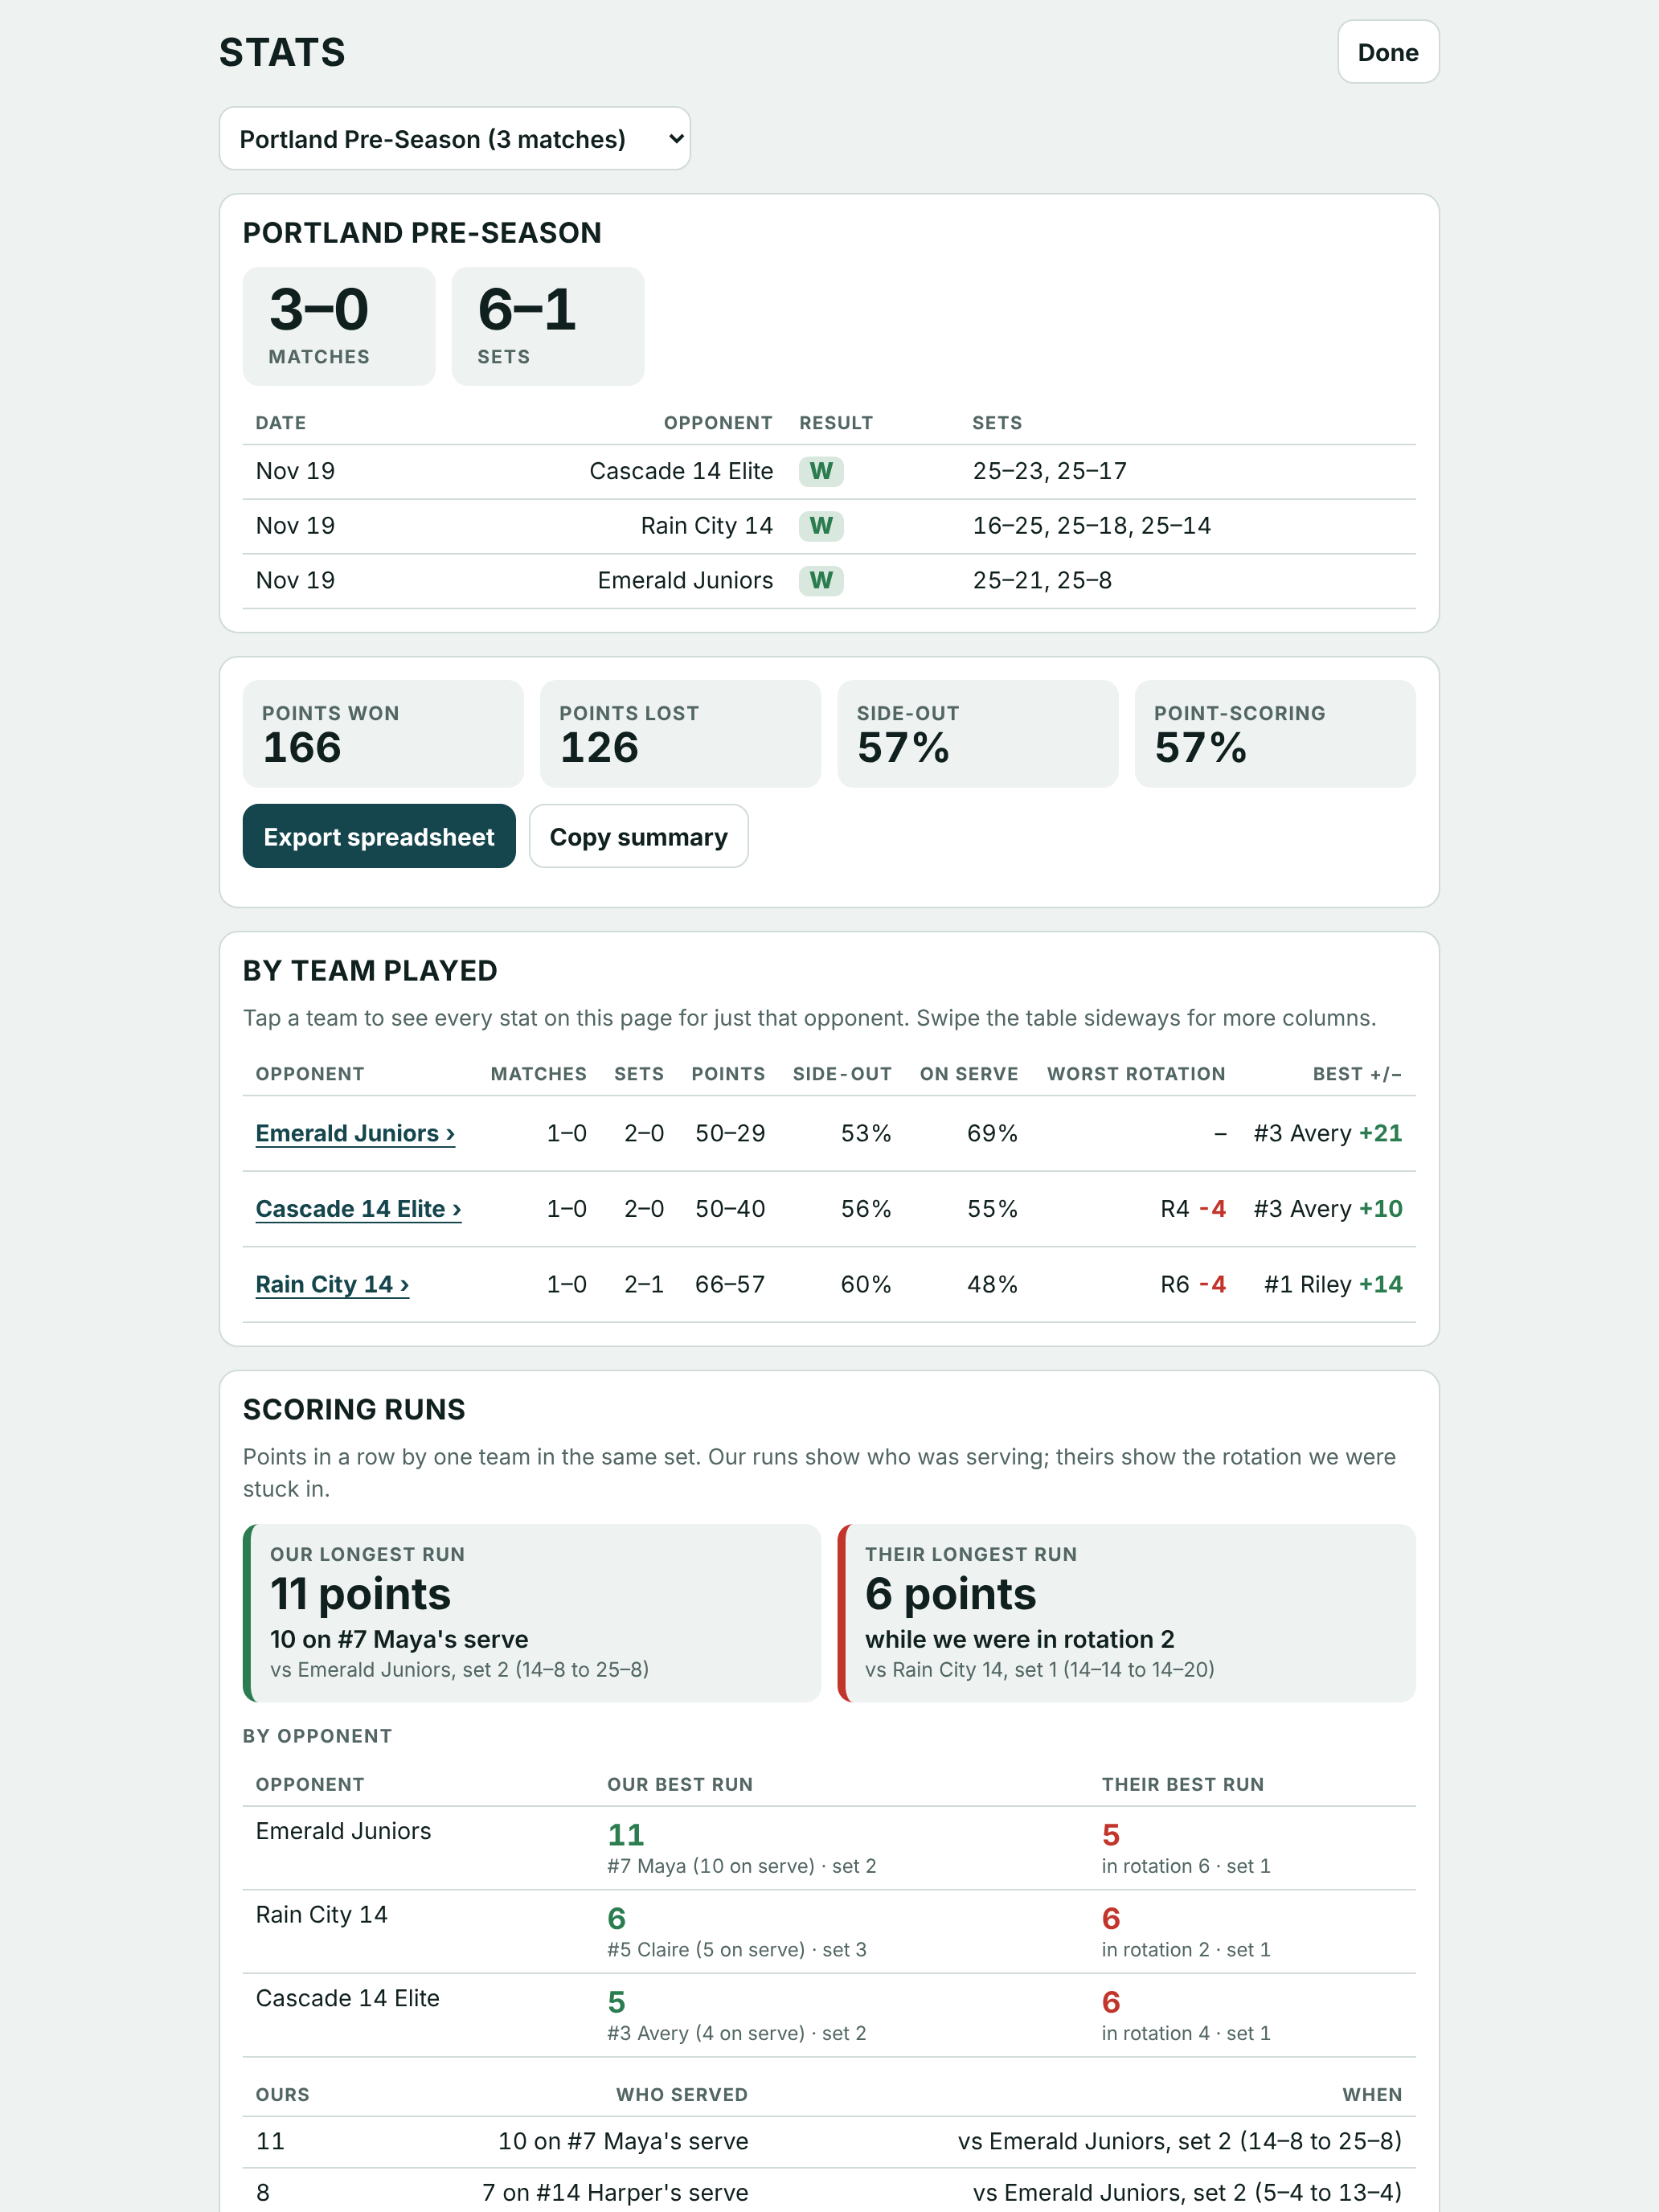 STATS
Done
Portland Pre-Season (3 matches)
PORTLAND PRE-SEASON
3–0
MATCHES
6–1
SETS
DATE OPPONENT RESULT SETS
Nov 19 Cascade 14 Elite W 25–23, 25–17
Nov 19 Rain City 14 W 16–25, 25–18, 25–14
Nov 19 Emerald Juniors W 25–21, 25–8
POINTS WON
166
POINTS LOST
126
SIDE-OUT
57%
POINT-SCORING
57%
Export spreadsheet
Copy summary
BY TEAM PLAYED
Tap a team to see every stat on this page for just that opponent. Swipe the table sideways for more columns.
OPPONENT MATCHES SETS POINTS SIDE-OUT ON SERVE WORST ROTATION BEST +/−
Emerald Juniors › 1–0 2–0 50–29 53% 69% – #3 Avery +21
Cascade 14 Elite › 1–0 2–0 50–40 56% 55% R4 -4 #3 Avery +10
Rain City 14 › 1–0 2–1 66–57 60% 48% R6 -4 #1 Riley +14
SCORING RUNS
Points in a row by one team in the same set. Our runs show who was serving; theirs show the rotation we were
stuck in.
OUR LONGEST RUN
11 points
10 on #7 Maya's serve
vs Emerald Juniors, set 2 (14–8 to 25–8)
THEIR LONGEST RUN
6 points
while we were in rotation 2
vs Rain City 14, set 1 (14–14 to 14–20)
BY OPPONENT
OPPONENT OUR BEST RUN THEIR BEST RUN
Emerald Juniors 11 5
#7 Maya (10 on serve) · set 2 in rotation 6 · set 1
Rain City 14 6 6
#5 Claire (5 on serve) · set 3 in rotation 2 · set 1
Cascade 14 Elite 5 6
#3 Avery (4 on serve) · set 2 in rotation 4 · set 1
OURS WHO SERVED WHEN
11 10 on #7 Maya's serve vs Emerald Juniors, set 2 (14–8 to 25–8)
8 7 on #14 Harper's serve vs Emerald Juniors, set 2 (5–4 to 13–4)